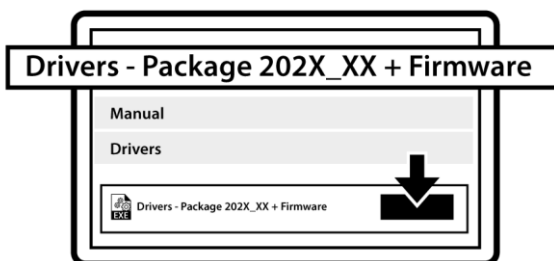 Drivers - Package 202X_XX + Firmware
Manual
Drivers
EXE Drivers - Package 202X_XX + Firmware